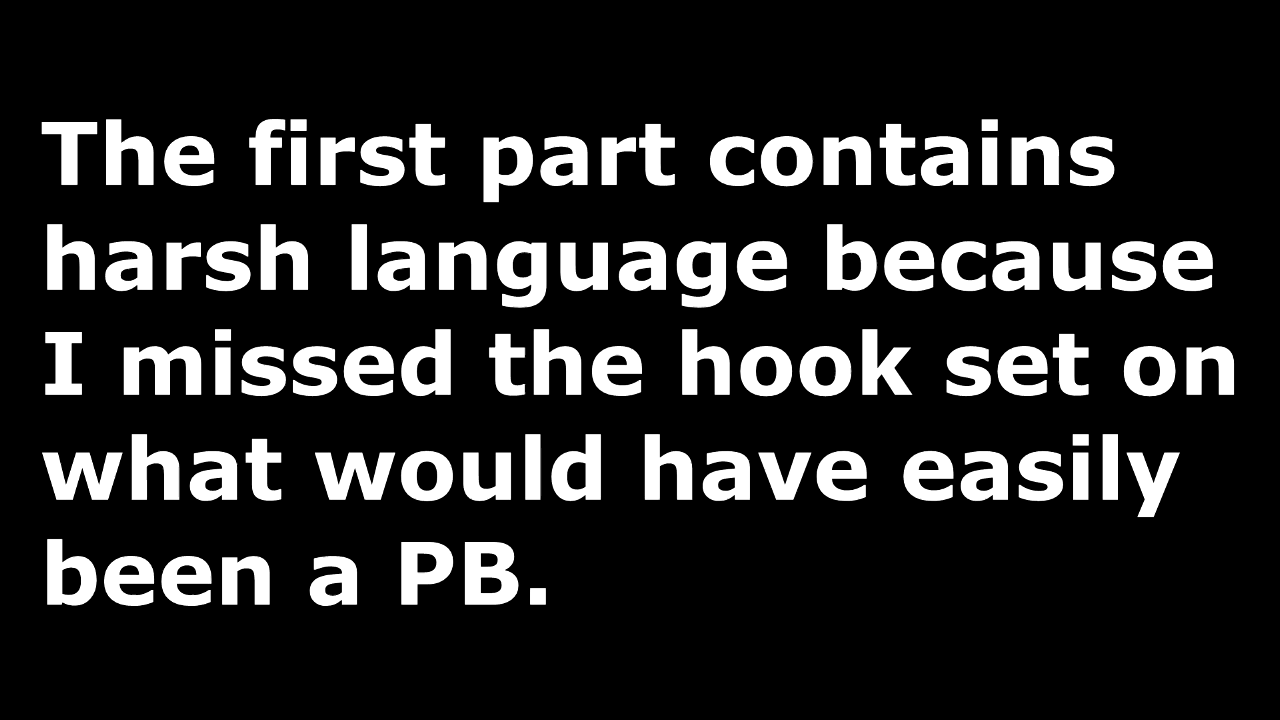 The first part contains
harsh language because
I missed the hook set on
what would have easily
been a PB.